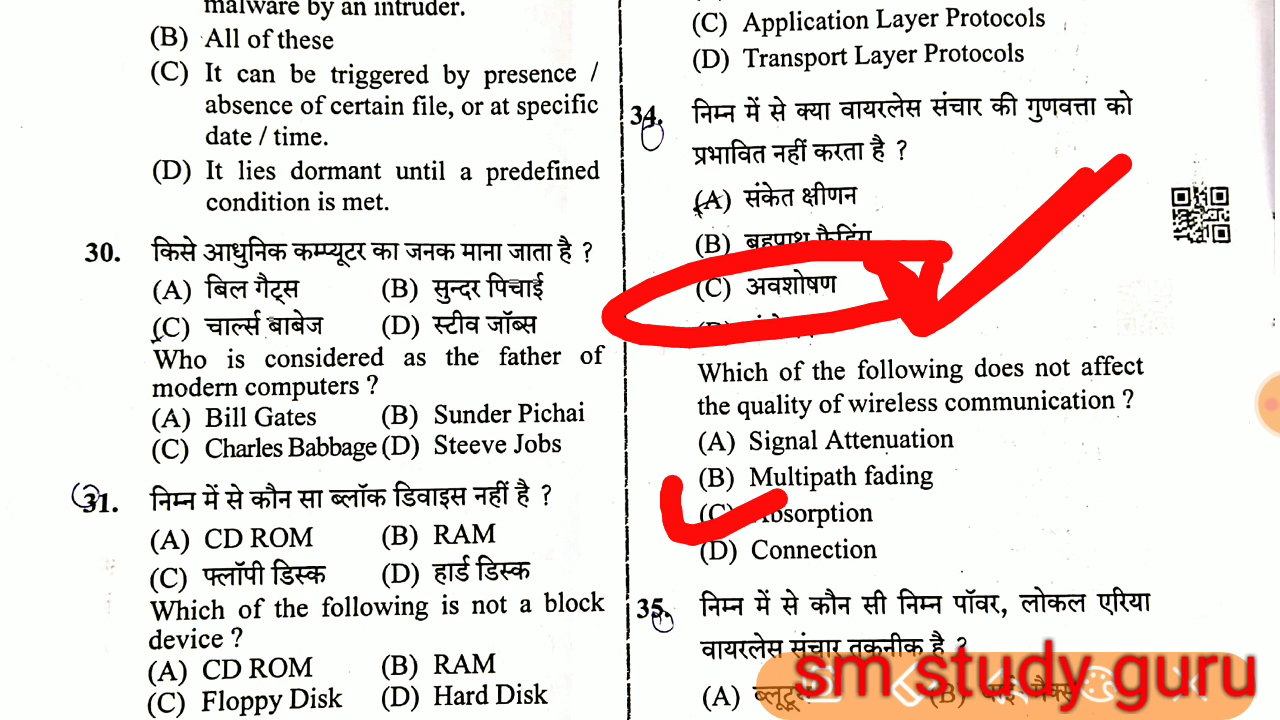 malware by an intruder.
(B) All of these
(C) It can be triggered by presence /
absence of certain file, or at specific
date / time.
(D) It lies dormant until a predefined
condition is met.
30. किसे आधुनिक कम्प्यूटर का जनक माना जाता है ?
(A) बिल गैट्स (B) सुन्दर पिचाई
(C) चार्ल्स बाबेज (D) स्टीव जॉब्स
Who is considered as the father of
modern computers ?
(A) Bill Gates (B) Sunder Pichai
(C) Charles Babbage (D) Steeve Jobs
31. निम्न में से कौन सा ब्लॉक डिवाइस नहीं है ?
(A) CD ROM (B) RAM
(C) फ्लॉपी डिस्क (D) हार्ड डिस्क
Which of the following is not a block
device ?
(A) CD ROM (B) RAM
(C) Floppy Disk (D) Hard Disk
(C) Application Layer Protocols
(D) Transport Layer Protocols
34. निम्न में से क्या वायरलेस संचार की गुणवत्ता को
प्रभावित नहीं करता है ?
(A) संकेत क्षीणन
(B) बहुपाथ फैडिंग
(C) अवशोषण
Which of the following does not affect
the quality of wireless communication ?
(A) Signal Attenuation
(B) Multipath fading
(C) Absorption
(D) Connection
35. निम्न में से कौन सी निम्न पॉवर, लोकल एरिया
वायरलेस संचार तकनीक है ?
(A) ब्लूटूथ (B)
sm study guru